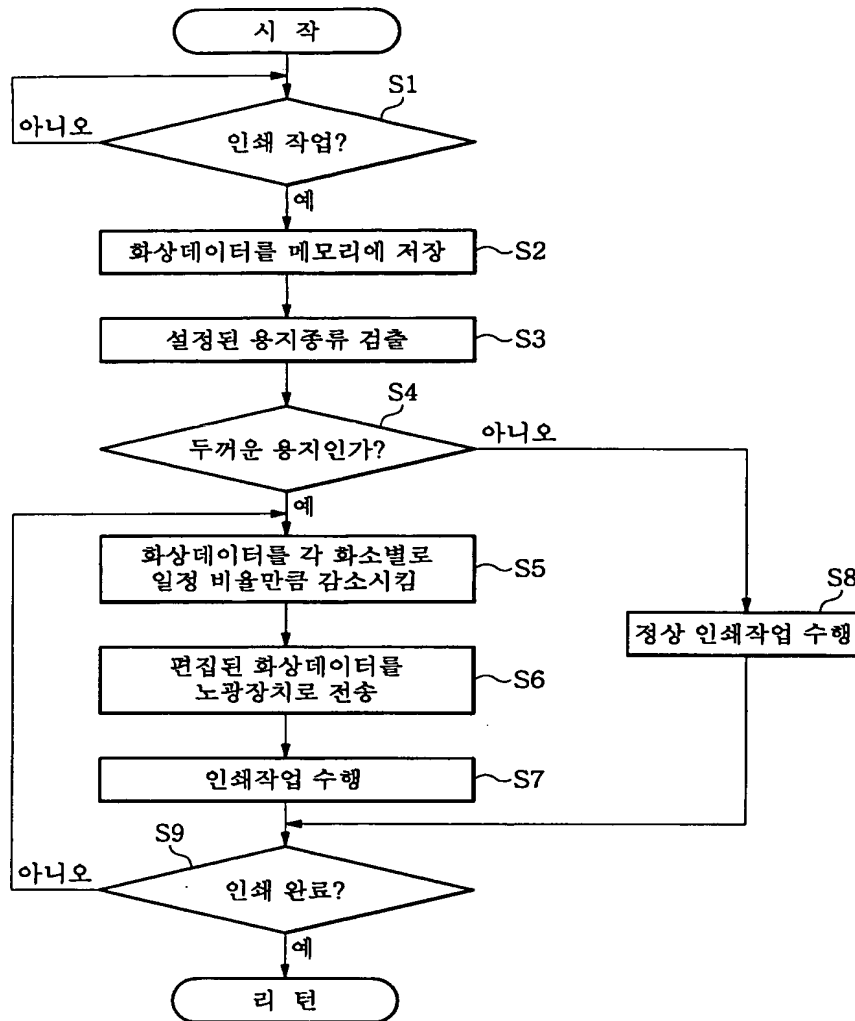 시 작
S1
아니오
인쇄 작업?
예
화상데이터를 메모리에 저장
S2
설정된 용지종류 검출
S3
S4
두꺼운 용지인가?
아니오
예
화상데이터를 각 화소별로
일정 비율만큼 감소시킴
S5
S8
정상 인쇄작업 수행
편집된 화상데이터를
노광장치로 전송
S6
인쇄작업 수행
S7
S9
아니오
인쇄 완료?
예
리 턴